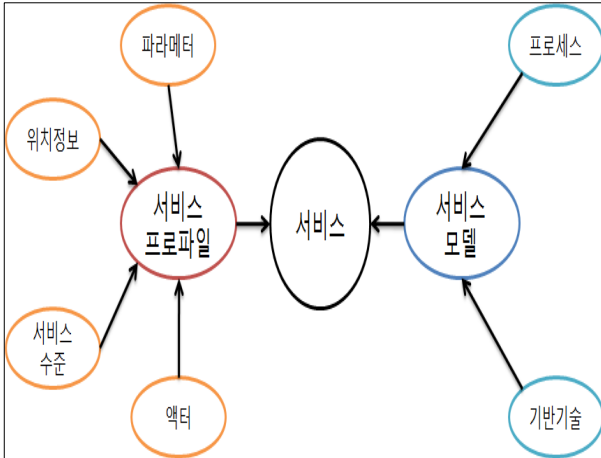 파라메터
프로세스
위치정보
서비스
프로파일
서비스
서비스
모델
서비스
수준
액터
기반기술